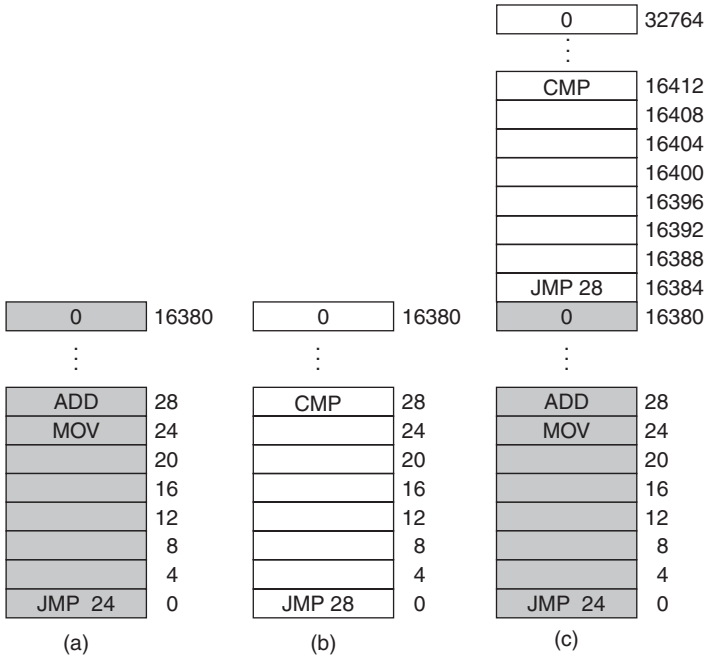 0 32764
CMP 16412
16408
16404
16400
16396
16392
16388
JMP 28 16384
0 16380 0 16380 0 16380
ADD 28 CMP 28 ADD 28
MOV 24 24 MOV 24
20 20 20
16 16 16
12 12 12
8 8 8
4 4 4
JMP 24 0 JMP 28 0 JMP 24 0
(a) (b) (c)